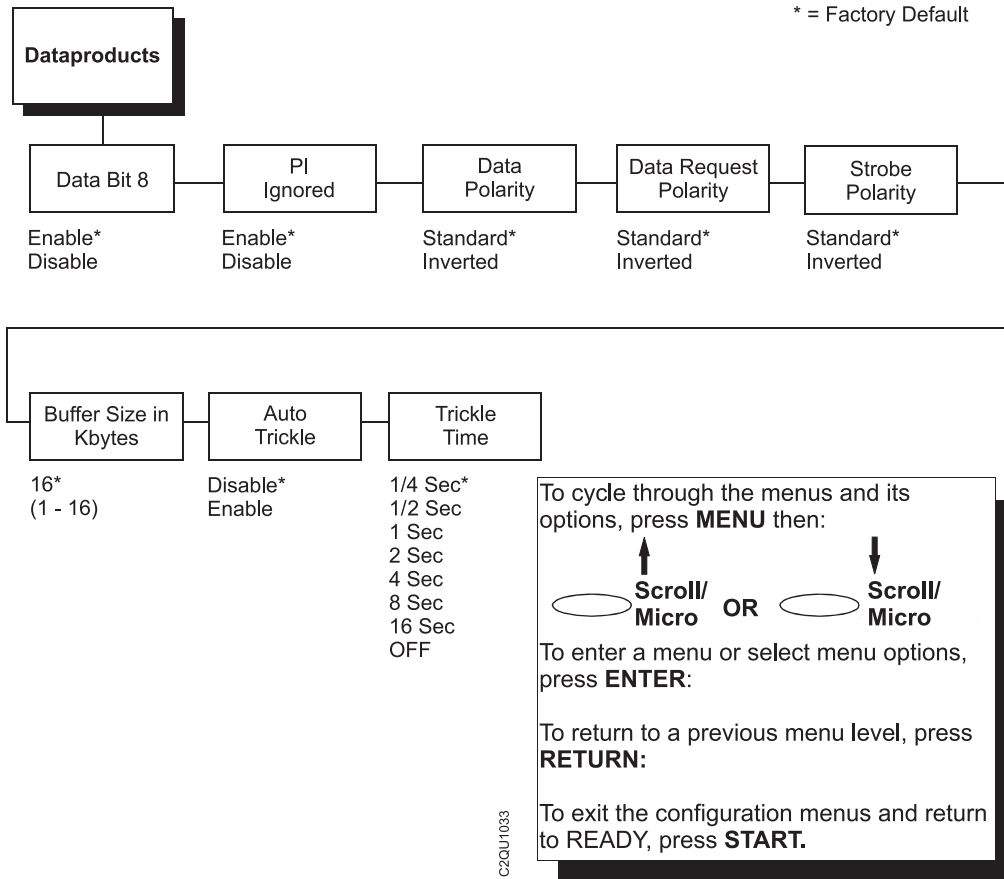 * = Factory Default
Dataproducts
Data Bit 8
Enable*
Disable
PI
Ignored
Enable*
Disable
Data
Polarity
Standard*
Inverted
Data Request
Polarity
Standard*
Inverted
Strobe
Polarity
Standard*
Inverted
Buffer Size in
Kbytes
16*
(1 - 16)
Auto
Trickle
Disable*
Enable
Trickle
Time
1/4 Sec*
1/2 Sec
1 Sec
2 Sec
4 Sec
8 Sec
16 Sec
OFF
To cycle through the menus and its
options, press MENU then:
Scroll/
Micro
OR
Scroll/
Micro
To enter a menu or select menu options,
press ENTER:
To return to a previous menu level, press
RETURN:
To exit the configuration menus and return
to READY, press START.
C2QU1033